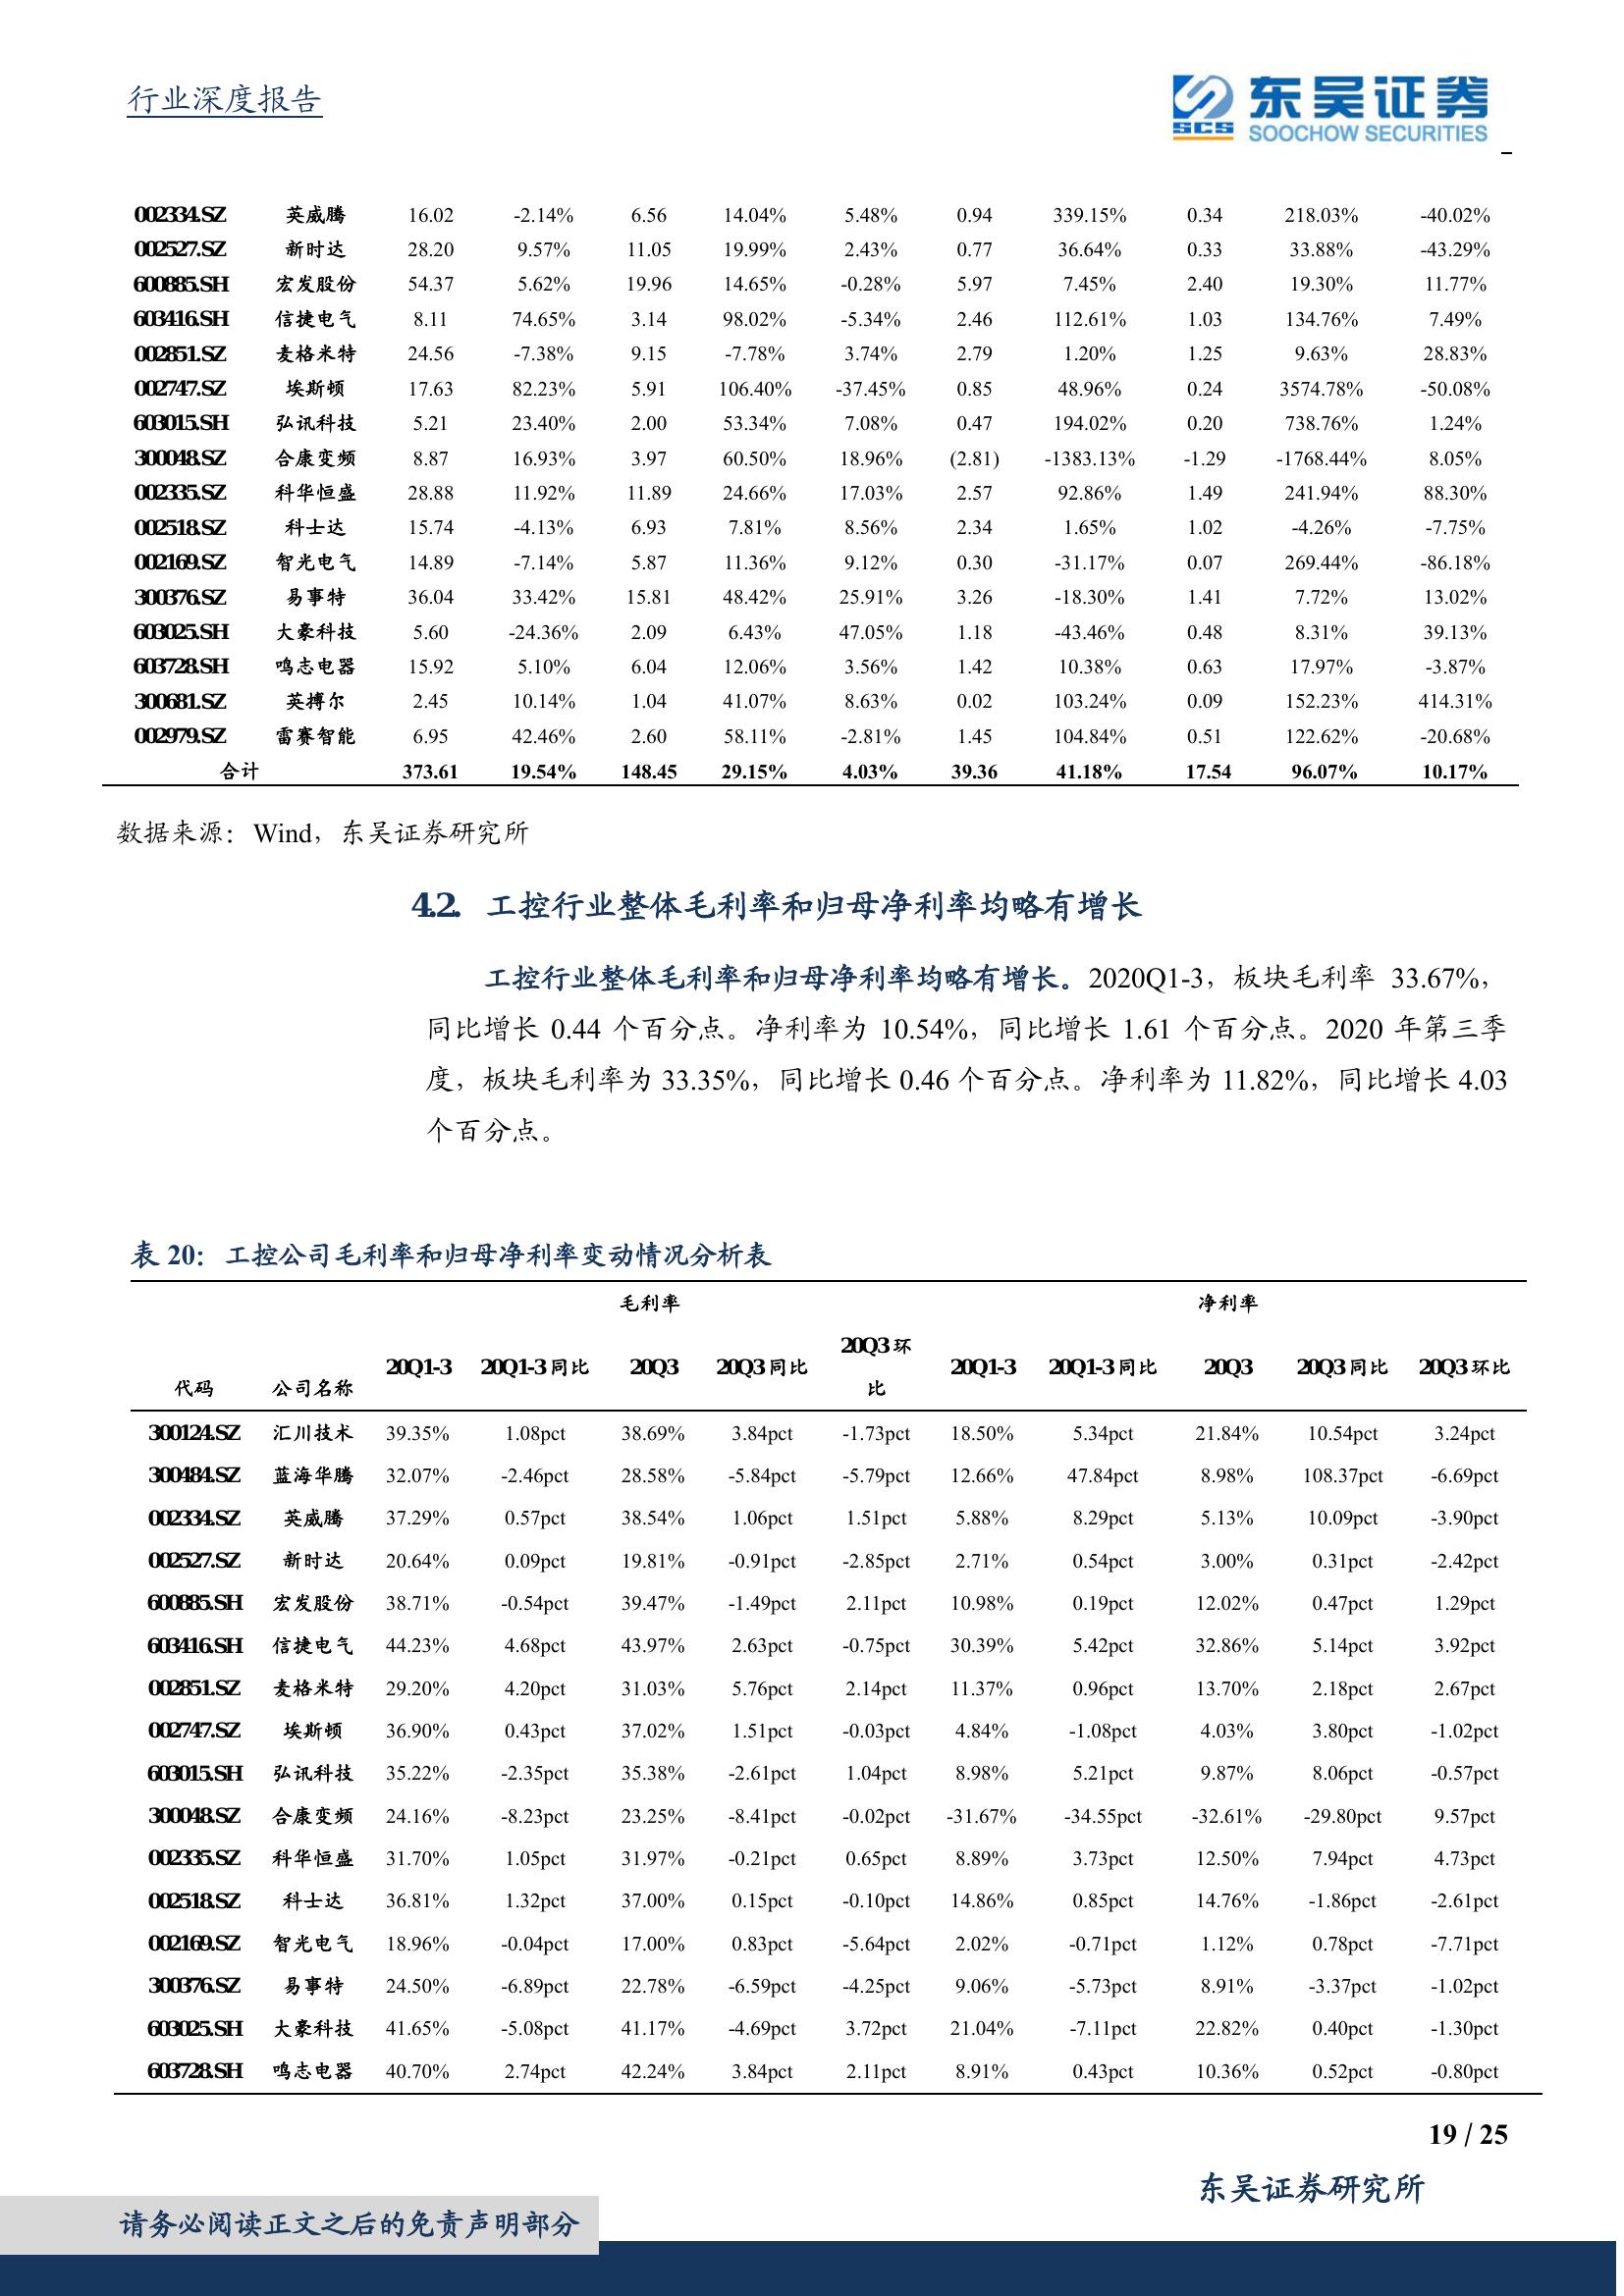 行业深度报告
东吴证券
SCS SOOCHOW SECURITIES
002334.SZ 英威腾 16.02 -2.14% 6.56 14.04% 5.48% 0.94 339.15% 0.34 218.03% -40.02%
002527.SZ 新时达 28.20 9.57% 11.05 19.99% 2.43% 0.77 36.64% 0.33 33.88% -43.29%
600885.SH 宏发股份 54.37 5.62% 19.96 14.65% -0.28% 5.97 7.45% 2.40 19.30% 11.77%
603416.SH 信捷电气 8.11 74.65% 3.14 98.02% -5.34% 2.46 112.61% 1.03 134.76% 7.49%
002851.SZ 麦格米特 24.56 -7.38% 9.15 -7.78% 3.74% 2.79 1.20% 1.25 9.63% 28.83%
002747.SZ 埃斯顿 17.63 82.23% 5.91 106.40% -37.45% 0.85 48.96% 0.24 3574.78% -50.08%
603015.SH 弘讯科技 5.21 23.40% 2.00 53.34% 7.08% 0.47 194.02% 0.20 738.76% 1.24%
300048.SZ 合康变频 8.87 16.93% 3.97 60.50% 18.96% (2.81) -1383.13% -1.29 -1768.44% 8.05%
002335.SZ 科华恒盛 28.88 11.92% 11.89 24.66% 17.03% 2.57 92.86% 1.49 241.94% 88.30%
002518.SZ 科士达 15.74 -4.13% 6.93 7.81% 8.56% 2.34 1.65% 1.02 -4.26% -7.75%
002169.SZ 智光电气 14.89 -7.14% 5.87 11.36% 9.12% 0.30 -31.17% 0.07 269.44% -86.18%
300376.SZ 易事特 36.04 33.42% 15.81 48.42% 25.91% 3.26 -18.30% 1.41 7.72% 13.02%
603025.SH 大豪科技 5.60 -24.36% 2.09 6.43% 47.05% 1.18 -43.46% 0.48 8.31% 39.13%
603728.SH 鸣志电器 15.92 5.10% 6.04 12.06% 3.56% 1.42 10.38% 0.63 17.97% -3.87%
300681.SZ 英搏尔 2.45 10.14% 1.04 41.07% 8.63% 0.02 103.24% 0.09 152.23% 414.31%
002979.SZ 雷赛智能 6.95 42.46% 2.60 58.11% -2.81% 1.45 104.84% 0.51 122.62% -20.68%
合计 373.61 19.54% 148.45 29.15% 4.03% 39.36 41.18% 17.54 96.07% 10.17%
数据来源：Wind，东吴证券研究所
4.2. 工控行业整体毛利率和归母净利率均略有增长
工控行业整体毛利率和归母净利率均略有增长。2020Q1-3，板块毛利率 33.67%，
同比增长 0.44 个百分点。净利率为 10.54%，同比增长 1.61 个百分点。2020 年第三季
度，板块毛利率为 33.35%，同比增长 0.46 个百分点。净利率为 11.82%，同比增长 4.03
个百分点。
表 20：工控公司毛利率和归母净利率变动情况分析表
毛利率 净利率
代码 公司名称 20Q1-3 20Q1-3 同比 20Q3 20Q3 同比 20Q3 环比 20Q1-3 20Q1-3 同比 20Q3 20Q3 同比 20Q3 环比
300124.SZ 汇川技术 39.35% 1.08pct 38.69% 3.84pct -1.73pct 18.50% 5.34pct 21.84% 10.54pct 3.24pct
300484.SZ 蓝海华腾 32.07% -2.46pct 28.58% -5.84pct -5.79pct 12.66% 47.84pct 8.98% 108.37pct -6.69pct
002334.SZ 英威腾 37.29% 0.57pct 38.54% 1.06pct 1.51pct 5.88% 8.29pct 5.13% 10.09pct -3.90pct
002527.SZ 新时达 20.64% 0.09pct 19.81% -0.91pct -2.85pct 2.71% 0.54pct 3.00% 0.31pct -2.42pct
600885.SH 宏发股份 38.71% -0.54pct 39.47% -1.49pct 2.11pct 10.98% 0.19pct 12.02% 0.47pct 1.29pct
603416.SH 信捷电气 44.23% 4.68pct 43.97% 2.63pct -0.75pct 30.39% 5.42pct 32.86% 5.14pct 3.92pct
002851.SZ 麦格米特 29.20% 4.20pct 31.03% 5.76pct 2.14pct 11.37% 0.96pct 13.70% 2.18pct 2.67pct
002747.SZ 埃斯顿 36.90% 0.43pct 37.02% 1.51pct -0.03pct 4.84% -1.08pct 4.03% 3.80pct -1.02pct
603015.SH 弘讯科技 35.22% -2.35pct 35.38% -2.61pct 1.04pct 8.98% 5.21pct 9.87% 8.06pct -0.57pct
300048.SZ 合康变频 24.16% -8.23pct 23.25% -8.41pct -0.02pct -31.67% -34.55pct -32.61% -29.80pct 9.57pct
002335.SZ 科华恒盛 31.70% 1.05pct 31.97% -0.21pct 0.65pct 8.89% 3.73pct 12.50% 7.94pct 4.73pct
002518.SZ 科士达 36.81% 1.32pct 37.00% 0.15pct -0.10pct 14.86% 0.85pct 14.76% -1.86pct -2.61pct
002169.SZ 智光电气 18.96% -0.04pct 17.00% 0.83pct -5.64pct 2.02% -0.71pct 1.12% 0.78pct -7.71pct
300376.SZ 易事特 24.50% -6.89pct 22.78% -6.59pct -4.25pct 9.06% -5.73pct 8.91% -3.37pct -1.02pct
603025.SH 大豪科技 41.65% -5.08pct 41.17% -4.69pct 3.72pct 21.04% -7.11pct 22.82% 0.40pct -1.30pct
603728.SH 鸣志电器 40.70% 2.74pct 42.24% 3.84pct 2.11pct 8.91% 0.43pct 10.36% 0.52pct -0.80pct
19 / 25
东吴证券研究所
请务必阅读正文之后的免责声明部分